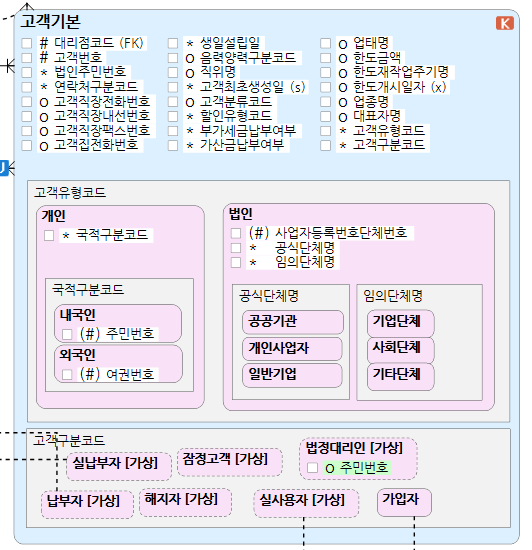 고객기본
K
# 대리점코드 (FK)
# 고객번호
* 법인주민번호
* 연락처구분코드
o 고객직장전화번호
o 고객직장내선번호
o 고객직장팩스번호
o 고객집전화번호
* 생일설립일
o 음력양력구분코드
o 직위명
* 고객최초생성일 (s)
o 고객분류코드
* 할인유형코드
* 부가세금납부여부
* 가산금납부여부
o 업태명
o 한도금액
o 한도재작업주기명
o 한도개시일자 (x)
o 업종명
o 대표자명
* 고객유형코드
* 고객구분코드
고객유형코드
개인
* 국적구분코드
국적구분코드
내국인
(#) 주민번호
외국인
(#) 여권번호
법인
(#) 사업자등록번호단체번호
* 공식단체명
* 임의단체명
공식단체명
공공기관
개인사업자
일반기업
임의단체명
기업단체
사회단체
기타단체
고객구분코드
실납부자 [가상]
잠정고객 [가상]
법정대리인 [가상]
o 주민번호
납부자 [가상]
해지자 [가상]
실사용자 [가상]
가입자